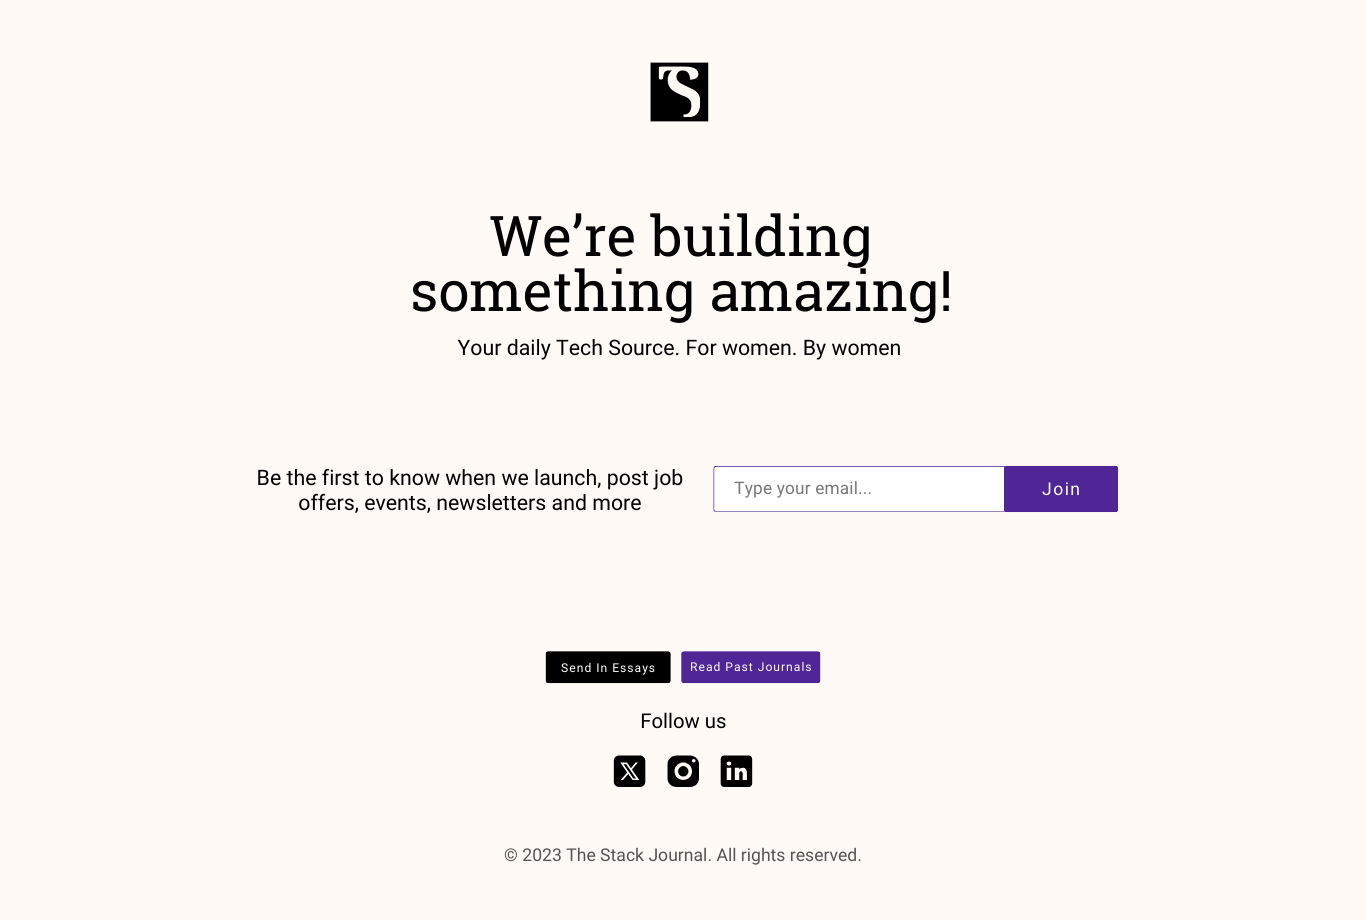 TS
We’re building
something amazing!
Your daily Tech Source. For women. By women
Be the first to know when we launch, post job
offers, events, newsletters and more
Type your email...
Join
Send In Essays
Read Past Journals
Follow us
X
in
© 2023 The Stack Journal. All rights reserved.